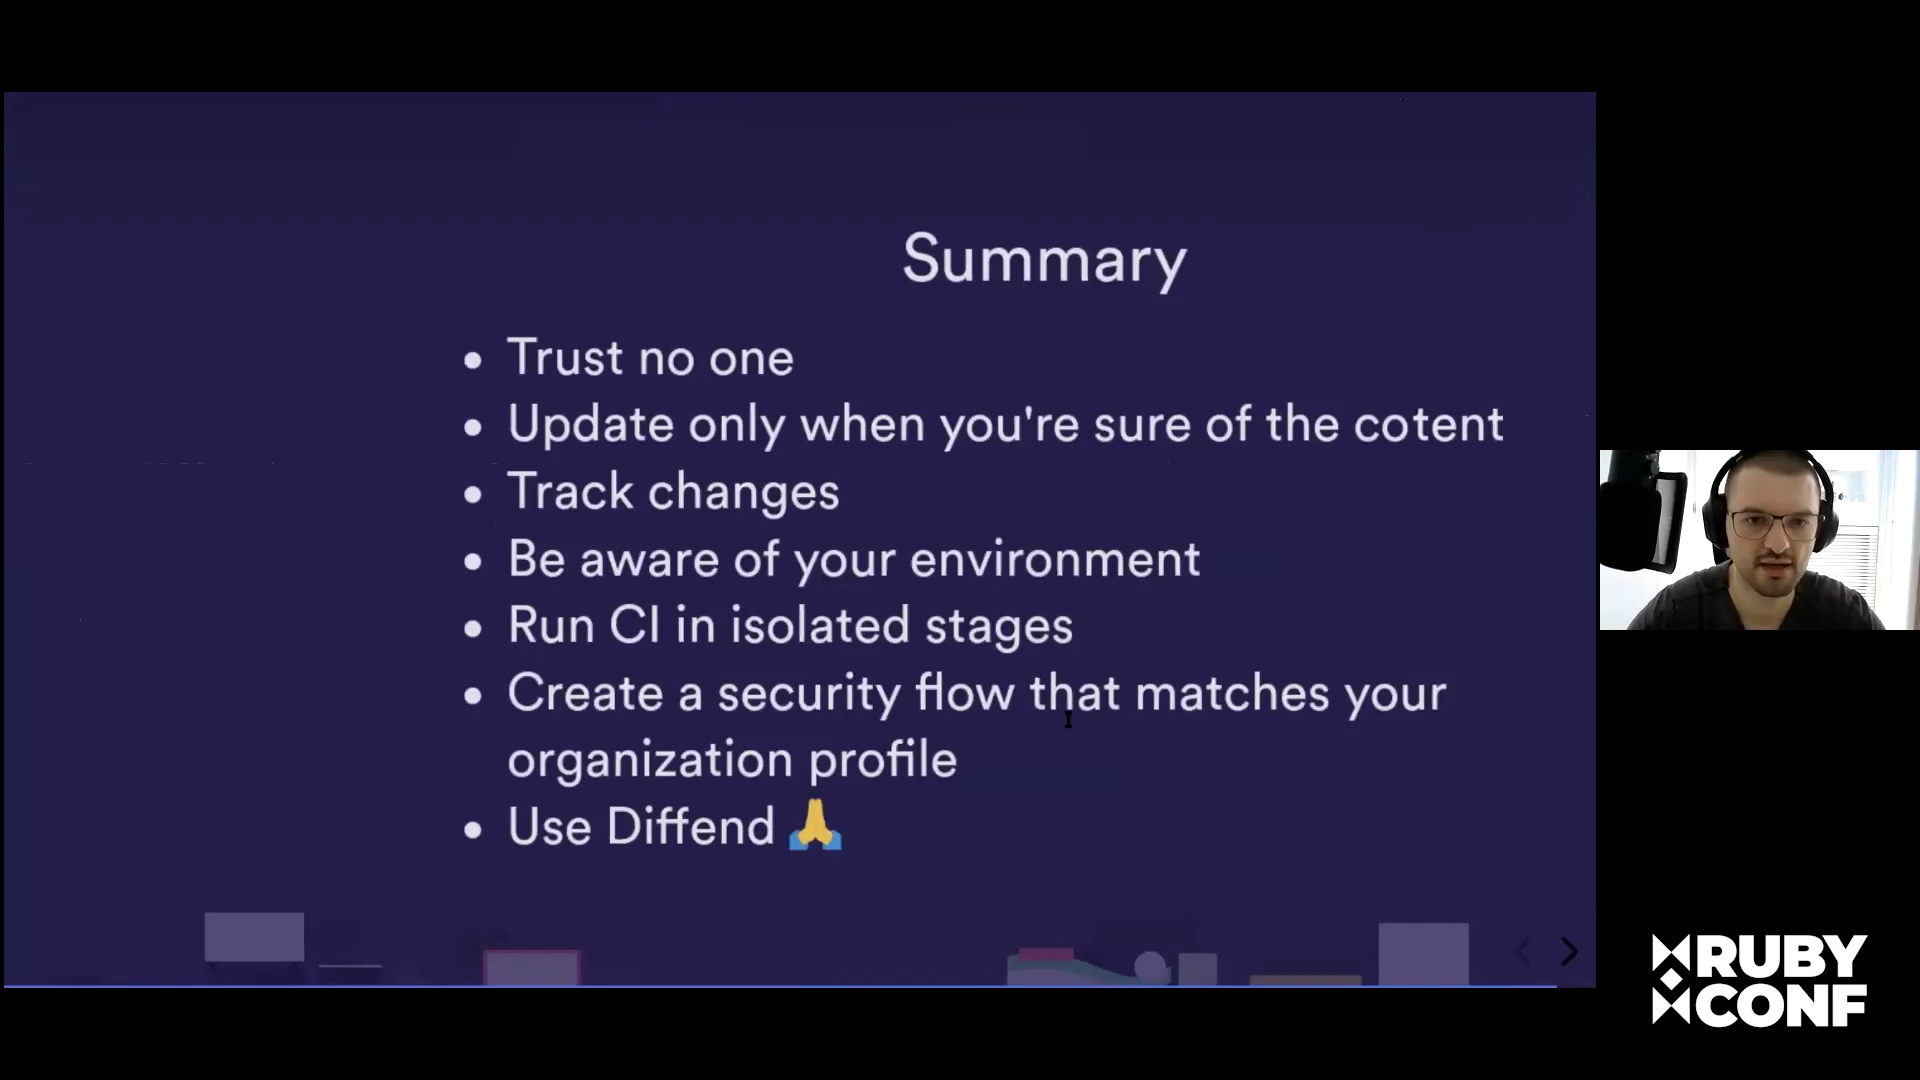 Summary
• Trust no one
• Update only when you're sure of the cotent
• Track changes
• Be aware of your environment
• Run CI in isolated stages
• Create a security flow that matches your
organization profile
• Use Diffend 🙏
RUBY
CONF